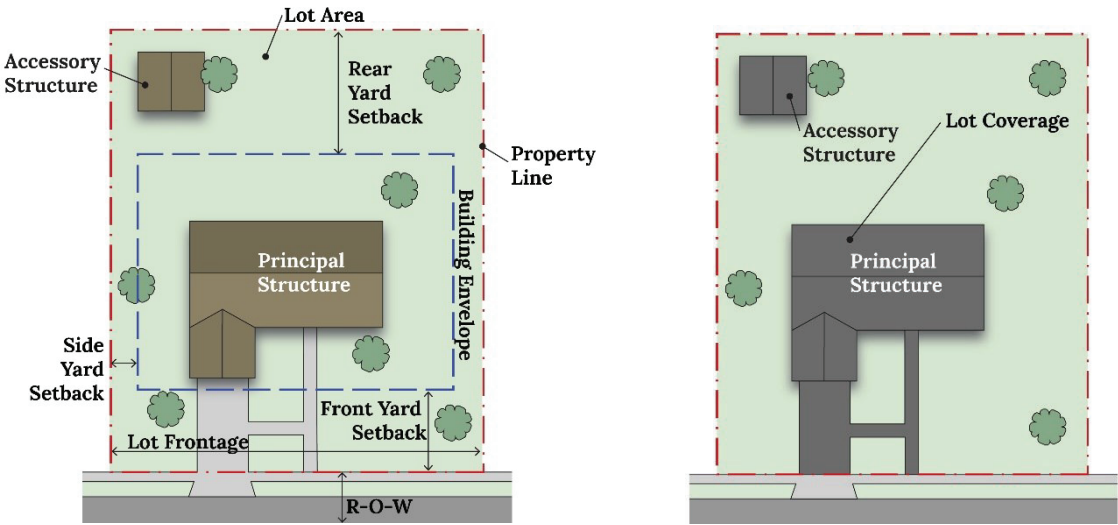 Lot Area
Accessory
Structure
Rear
Yard
Setback
Property
Line
Building Envelope
Principal
Structure
Side
Yard
Setback
Front Yard
Setback
Lot Frontage
R-O-W
Accessory
Structure
Lot Coverage
Principal
Structure